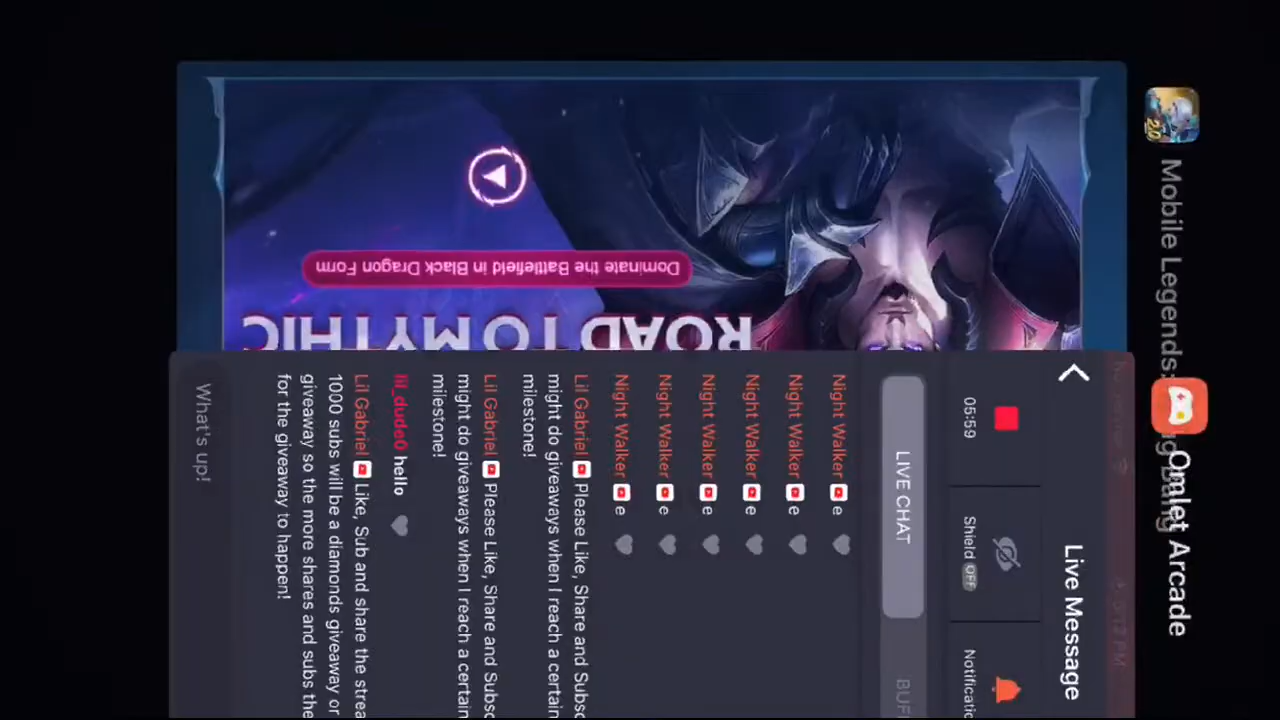 Mobile Legends:
Omlet Arcade
Live Message
05:59
Shield OFF
LIVE CHAT
Night Walker e
Night Walker e
Night Walker e
Night Walker e
Night Walker e
Night Walker e
Lil Gabriel Please Like, Share and Subsc
might do giveaways when I reach a certain
milestone!
Lil Gabriel Please Like, Share and Subsc
might do giveaways when I reach a certain
milestone!
lil_dude0 hello
Lil Gabriel Like, Sub and share the strea
1000 subs will be a diamonds giveaway or
giveaway so the more shares and subs the
for the giveaway to happen!
What's up!
Dominate the Battlefield in Black Dragon Form
ROAD TO MYTHIC
2.0